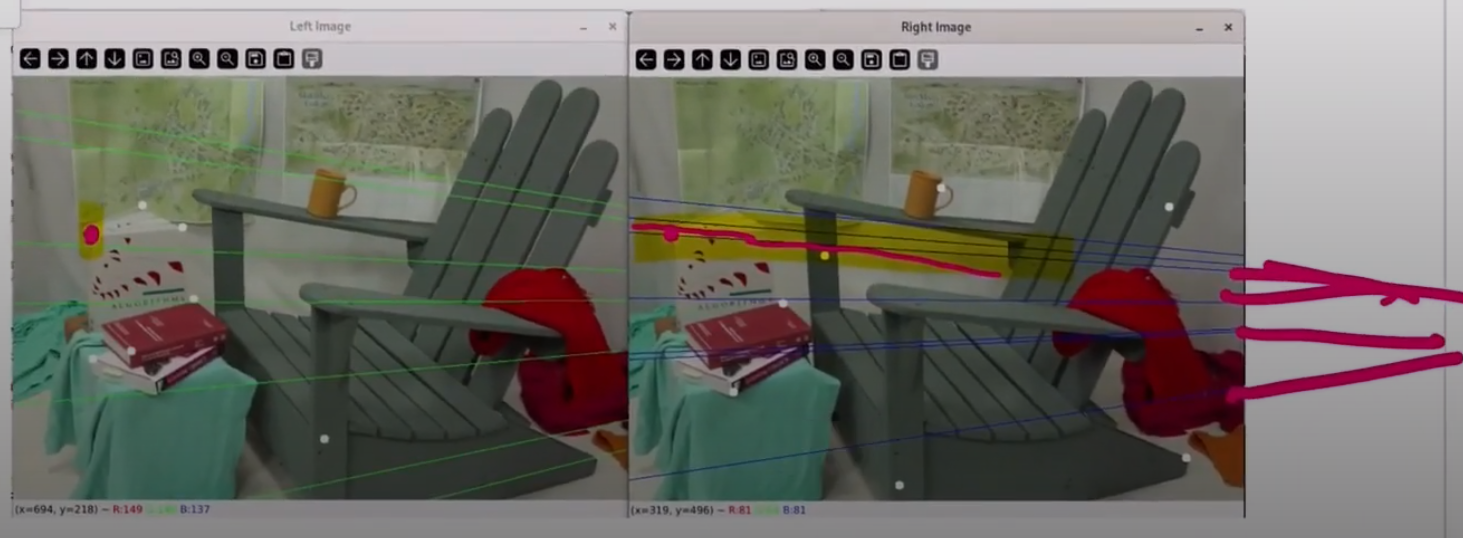 Left Image
Right Image
ALGORITHMS
(x=694, y=218) ~ R:149 B:137
(x=319, y=496) ~ R:81 B:81